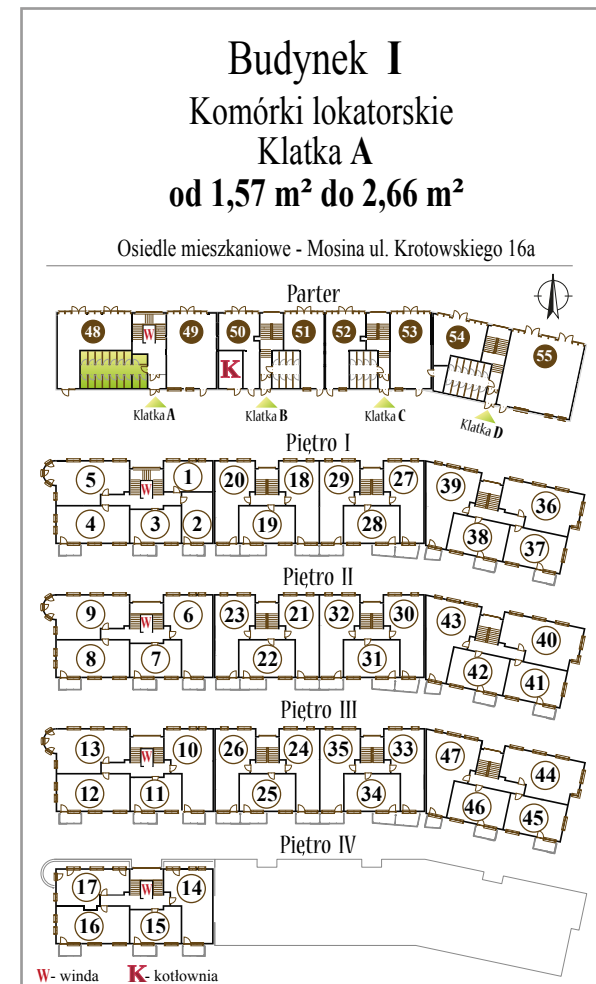 Budynek I
Komórki lokatorskie
Klatka A
od 1,57 m² do 2,66 m²
Osiedle mieszkaniowe - Mosina ul. Krotowskiego 16a
Parter
48 W 49 50 51 52 53 54 55
K
Klatka A Klatka B Klatka C Klatka D
Piętro I
5 W 1 20 18 29 27 39 36
4 3 2 19 28 38 37
Piętro II
9 W 6 23 21 32 30 43 40
8 7 22 31 42 41
Piętro III
13 W 10 26 24 35 33 47 44
12 11 25 34 46 45
Piętro IV
17 W 14
16 15
W- winda K- kotłownia